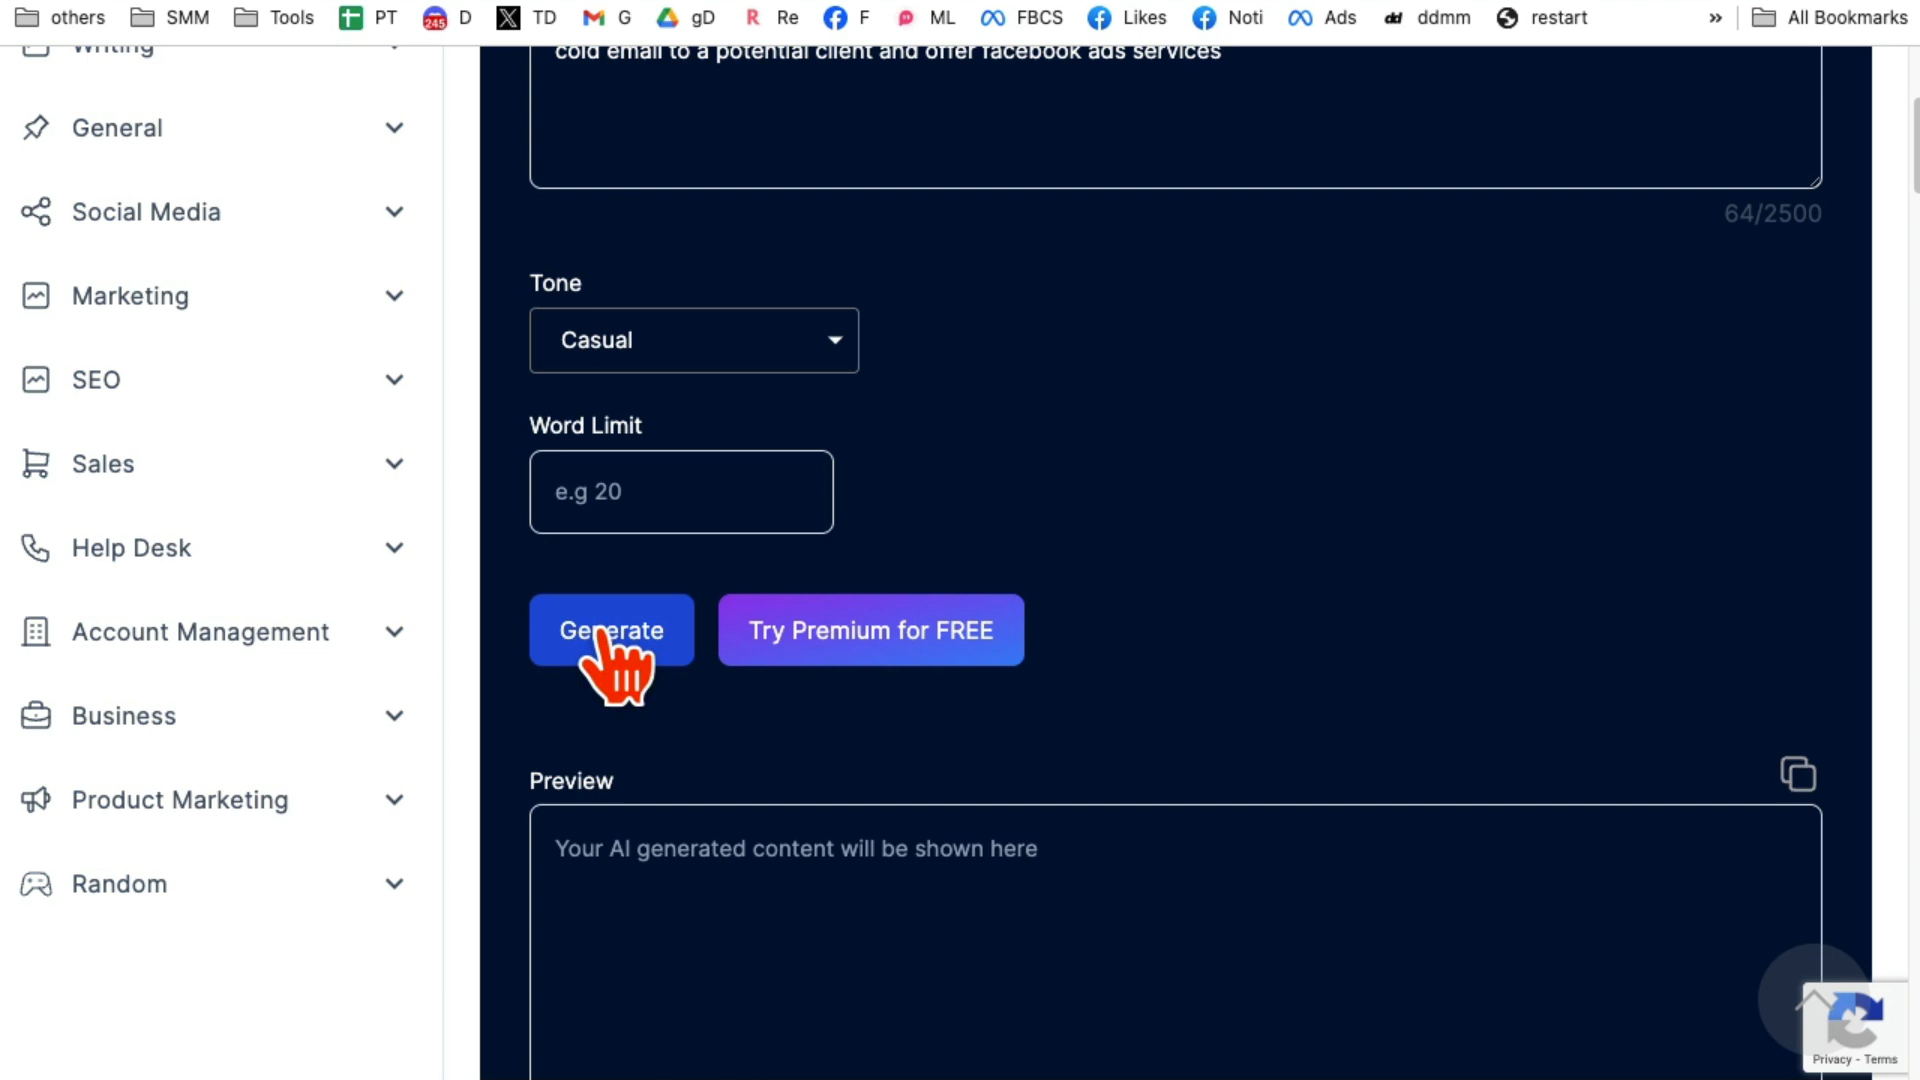 others SMM Tools PT 245 D TD G gD R Re F ML FBCS Likes Noti Ads dd ddmm restart » All Bookmarks
Writing
cold email to a potential client and offer facebook ads services
General
64/2500
Social Media
Tone
Marketing
Casual
SEO
Word Limit
Sales
e.g 20
Help Desk
Account Management
Generate Try Premium for FREE
Business
Preview
Product Marketing
Your AI generated content will be shown here
Random
Privacy - Terms